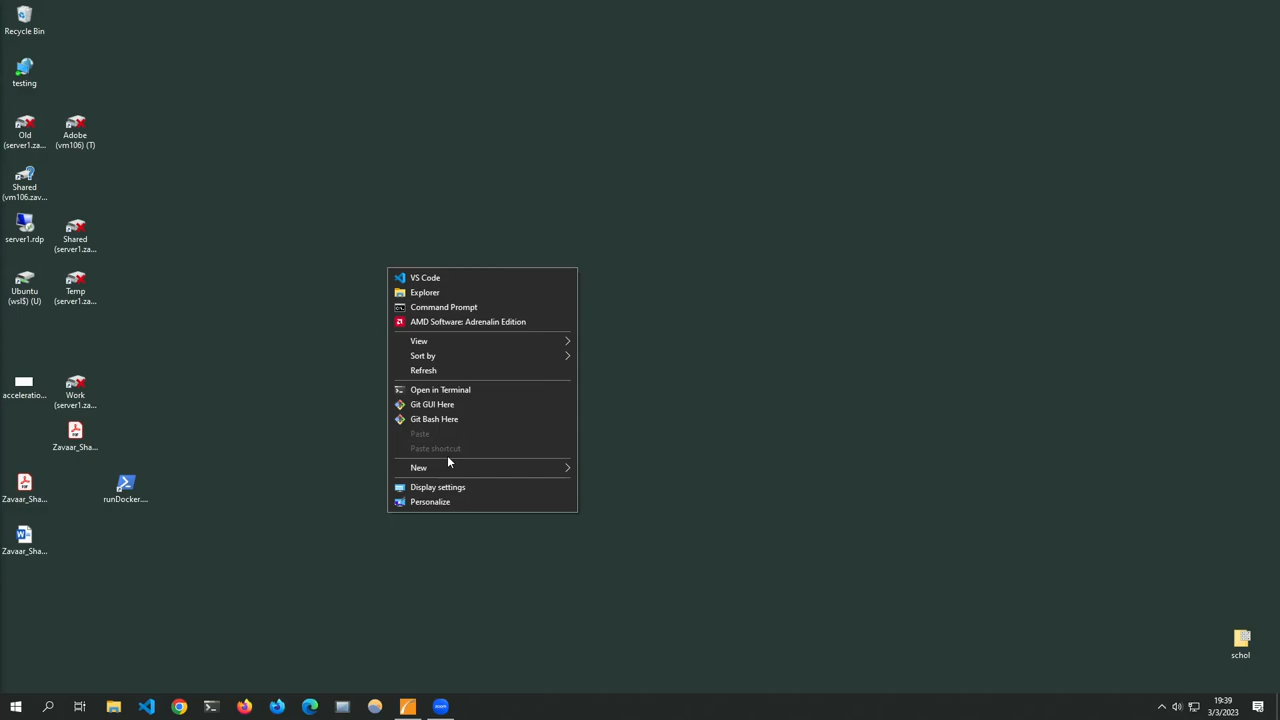 Recycle Bin
testing
Old
(server1.za...
Adobe
(vm106) (T)
Shared
(vm106.zav...
server1.rdp
Shared
(server1.za...
Ubuntu
(wsl$) (U)
Temp
(server1.za...
acceleratio...
Work
(server1.za...
Zavaar_Sha...
Zavaar_Sha...
runDocker....
Zavaar_Sha...
VS Code
Explorer
Command Prompt
AMD Software: Adrenalin Edition
View
Sort by
Refresh
Open in Terminal
Git GUI Here
Git Bash Here
Paste
Paste shortcut
New
Display settings
Personalize
schol
zoom
19:39
3/3/2023